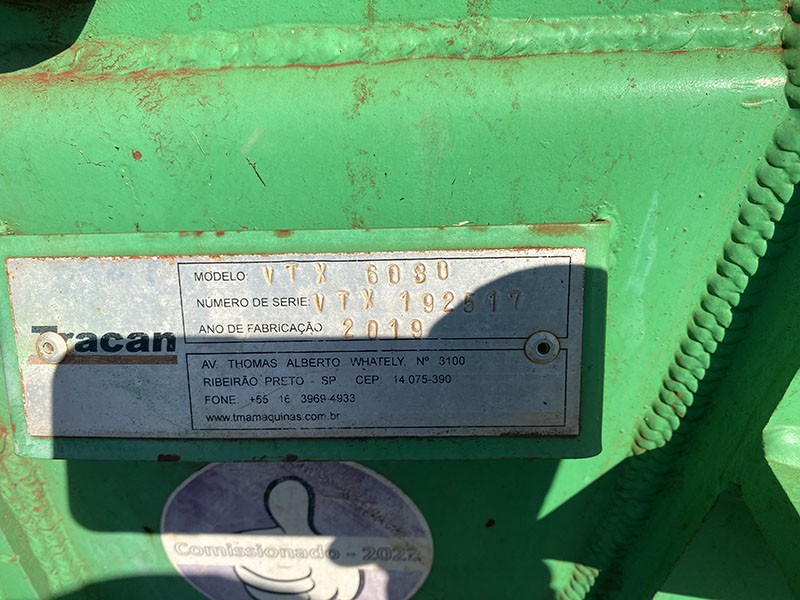 Tracan
MODELO: VTX 6080
NÚMERO DE SERIE: VTX 192517
ANO DE FABRICAÇÃO 2019
AV. THOMAS ALBERTO WHATELY, Nº 3100
RIBEIRÃO PRETO - SP CEP: 14.075-390
FONE: +55 16 3969-4933
www.tmamaquinas.com.br
Comissionado - 2022